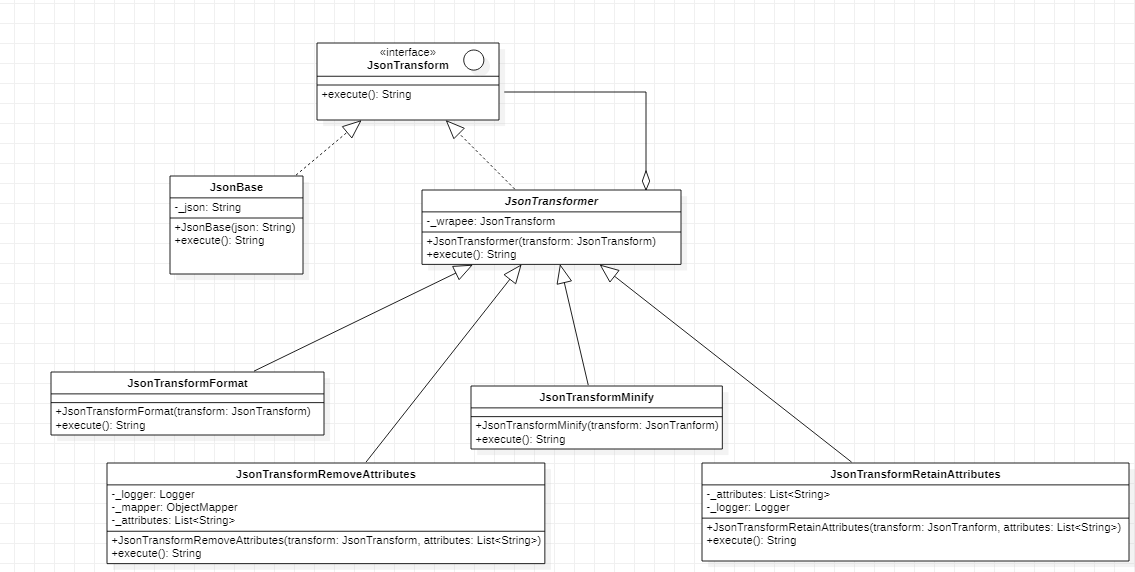 «interface»
JsonTransform
+execute(): String
JsonBase
-_json: String
+JsonBase(json: String)
+execute(): String
JsonTransformer
-_wrapee: JsonTransform
+JsonTransformer(transform: JsonTransform)
+execute(): String
JsonTransformFormat
+JsonTransformFormat(transform: JsonTransform)
+execute(): String
JsonTransformMinify
+JsonTransformMinify(transform: JsonTranform)
+execute(): String
JsonTransformRemoveAttributes
-_logger: Logger
-_mapper: ObjectMapper
-_attributes: List<String>
+JsonTransformRemoveAttributes(transform: JsonTransform, attributes: List<String>)
+execute(): String
JsonTransformRetainAttributes
-_attributes: List<String>
-_logger: Logger
+JsonTransformRetainAttributes(transform: JsonTranform, attributes: List<String>)
+execute(): String